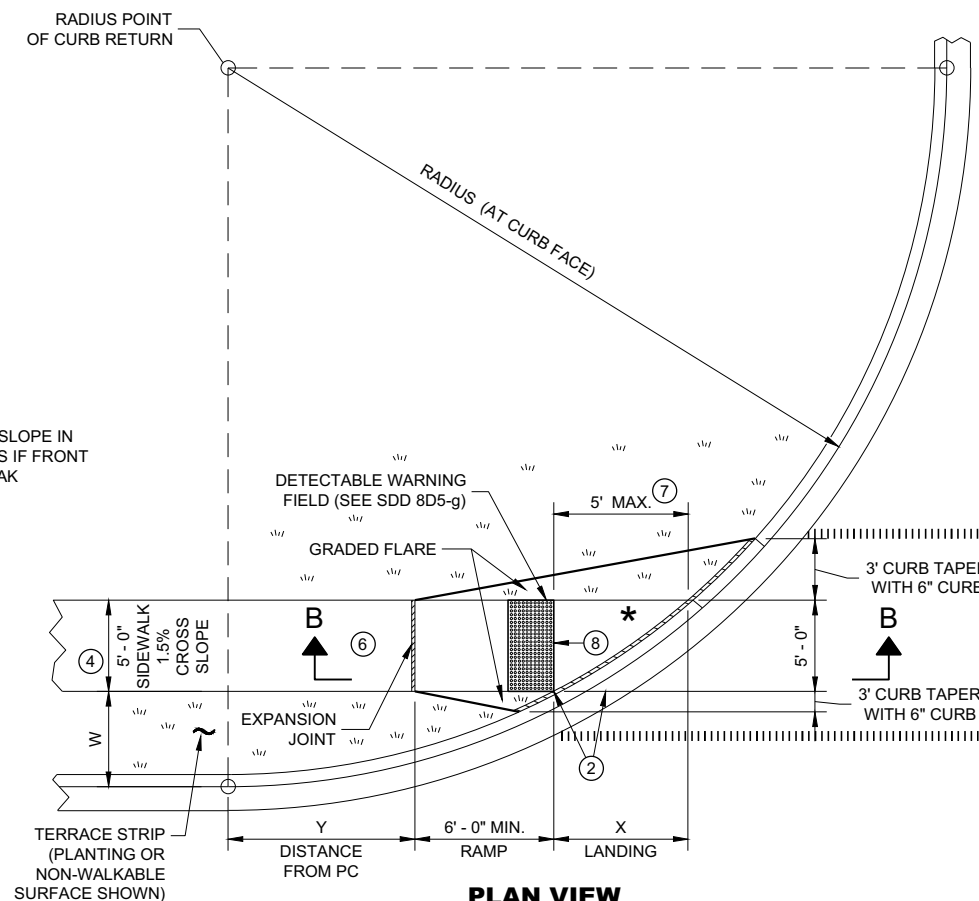 RADIUS POINT
OF CURB RETURN
RADIUS (AT CURB FACE)
SLOPE IN
S IF FRONT
AK
DETECTABLE WARNING
FIELD (SEE SDD 8D5-g)
5' MAX. 7
GRADED FLARE
3' CURB TAPER
WITH 6" CURB
4
5' - 0"
SIDEWALK
1.5%
CROSS
SLOPE
B
6
*
8
B
5' - 0"
EXPANSION
JOINT
3' CURB TAPER
WITH 6" CURB
W
2
TERRACE STRIP
(PLANTING OR
NON-WALKABLE
SURFACE SHOWN)
Y
DISTANCE
FROM PC
6' - 0" MIN.
RAMP
X
LANDING
PLAN VIEW